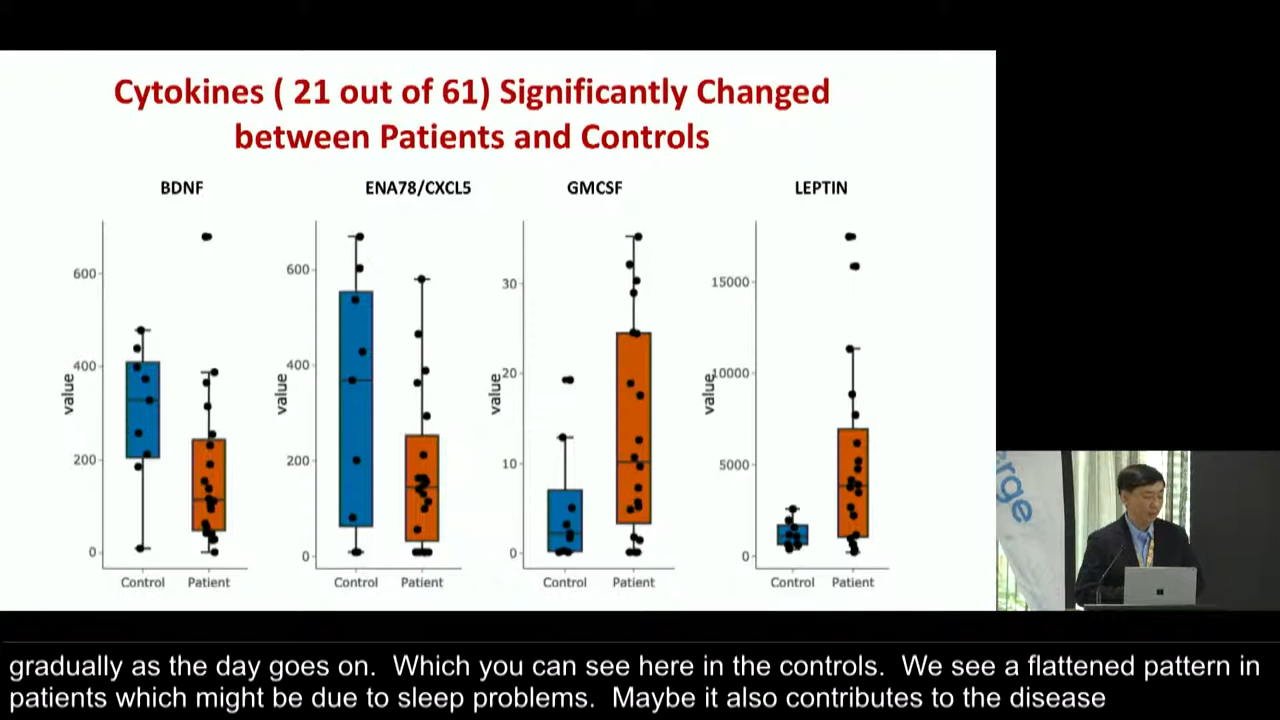 Cytokines ( 21 out of 61) Significantly Changed
between Patients and Controls
BDNF
value
600
400
200
0
Control
Patient
ENA78/CXCL5
value
600
400
200
0
Control
Patient
GMCSF
value
30
20
10
0
Control
Patient
LEPTIN
value
15000
10000
5000
0
Control
Patient
erge
gradually as the day goes on. Which you can see here in the controls. We see a flattened pattern in
patients which might be due to sleep problems. Maybe it also contributes to the disease